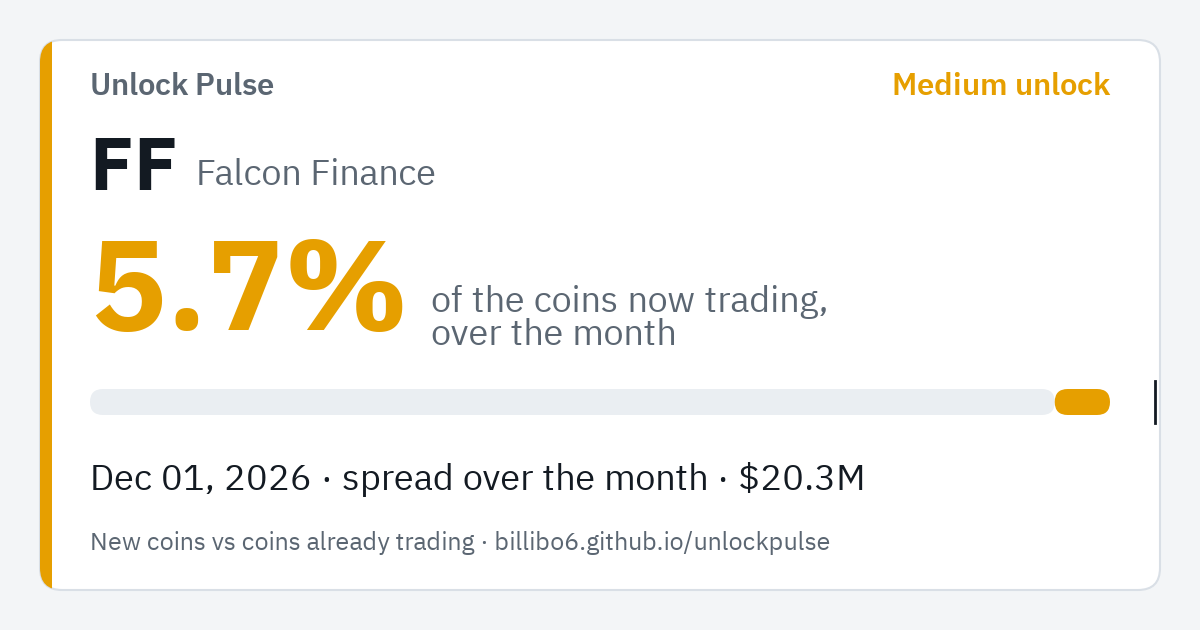 Unlock Pulse
Medium unlock
FF Falcon Finance
5.7% of the coins now trading,
over the month
Dec 01, 2026 · spread over the month · $20.3M
New coins vs coins already trading · billibo6.github.io/unlockpulse